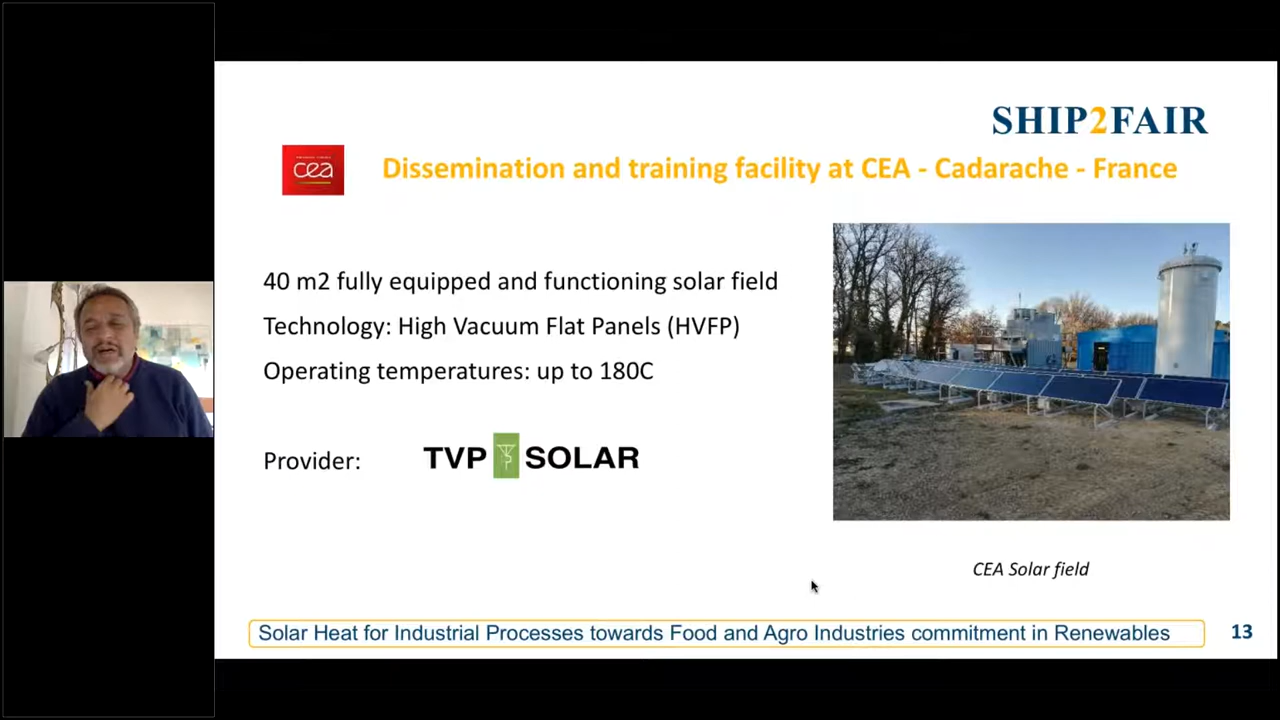 SHIP2FAIR
cea
Dissemination and training facility at CEA - Cadarache - France
40 m2 fully equipped and functioning solar field
Technology: High Vacuum Flat Panels (HVFP)
Operating temperatures: up to 180C
Provider:
TVP SOLAR
CEA Solar field
Solar Heat for Industrial Processes towards Food and Agro Industries commitment in Renewables
13